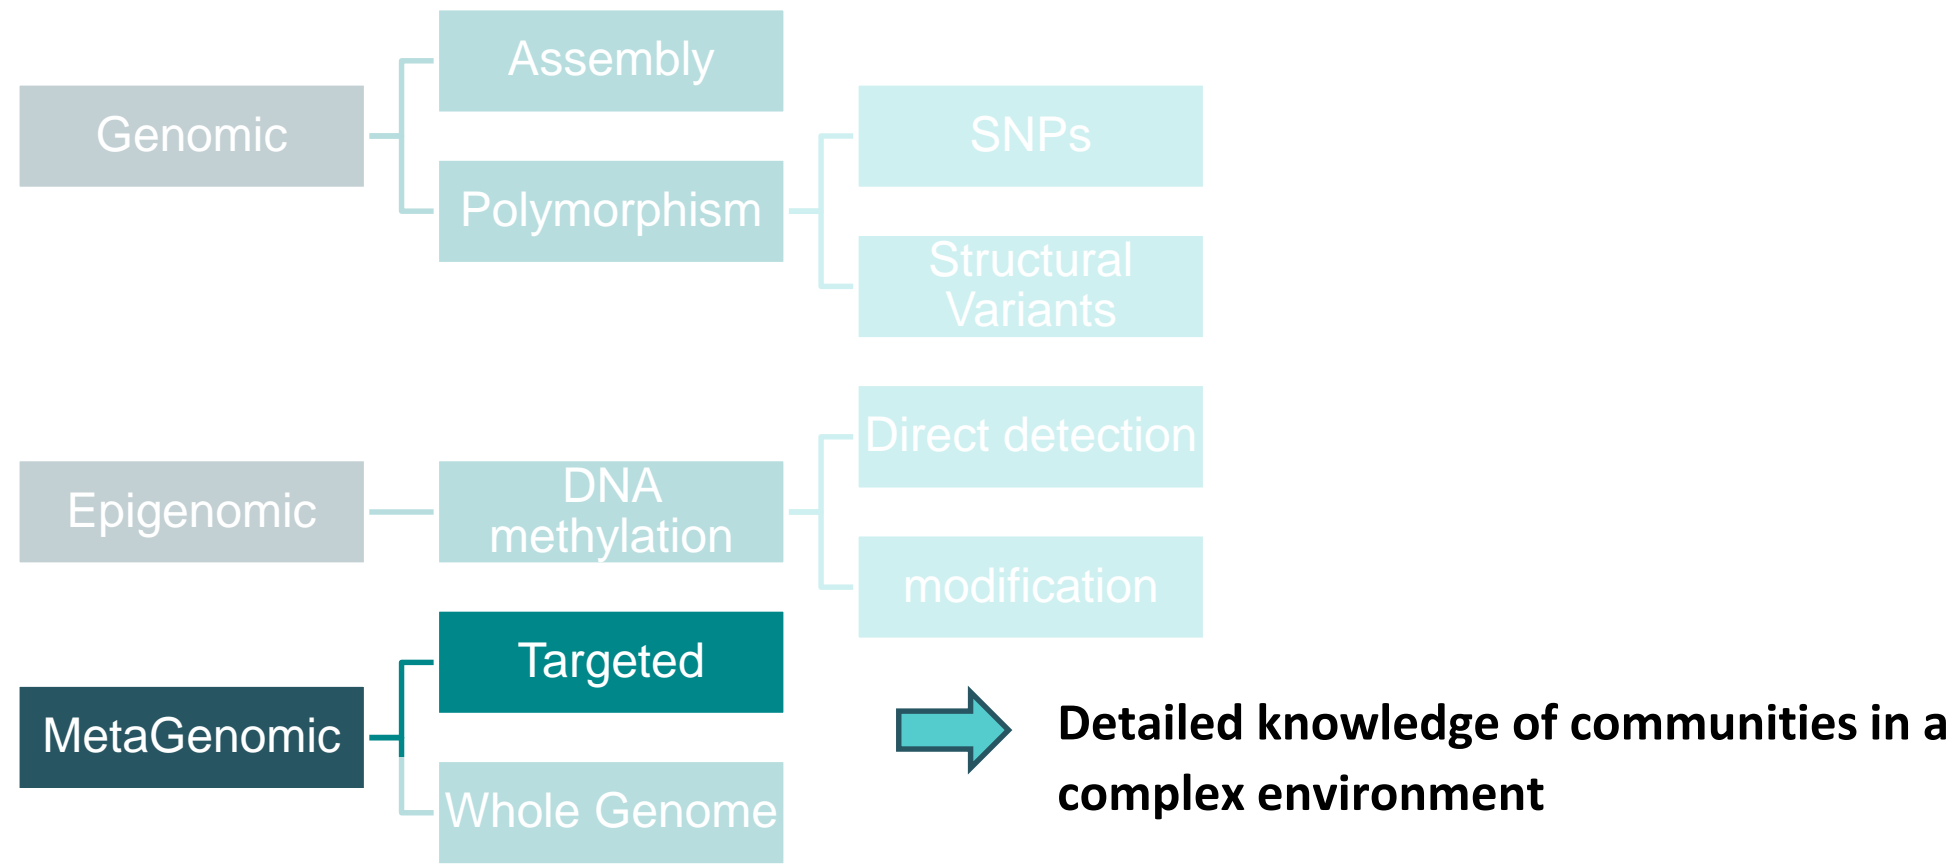 Assembly
Genomic
SNPs
Polymorphism
Structural
Variants
Direct detection
Epigenomic
DNA
methylation
modification
Targeted
MetaGenomic
Whole Genome
Detailed knowledge of communities in a
complex environment